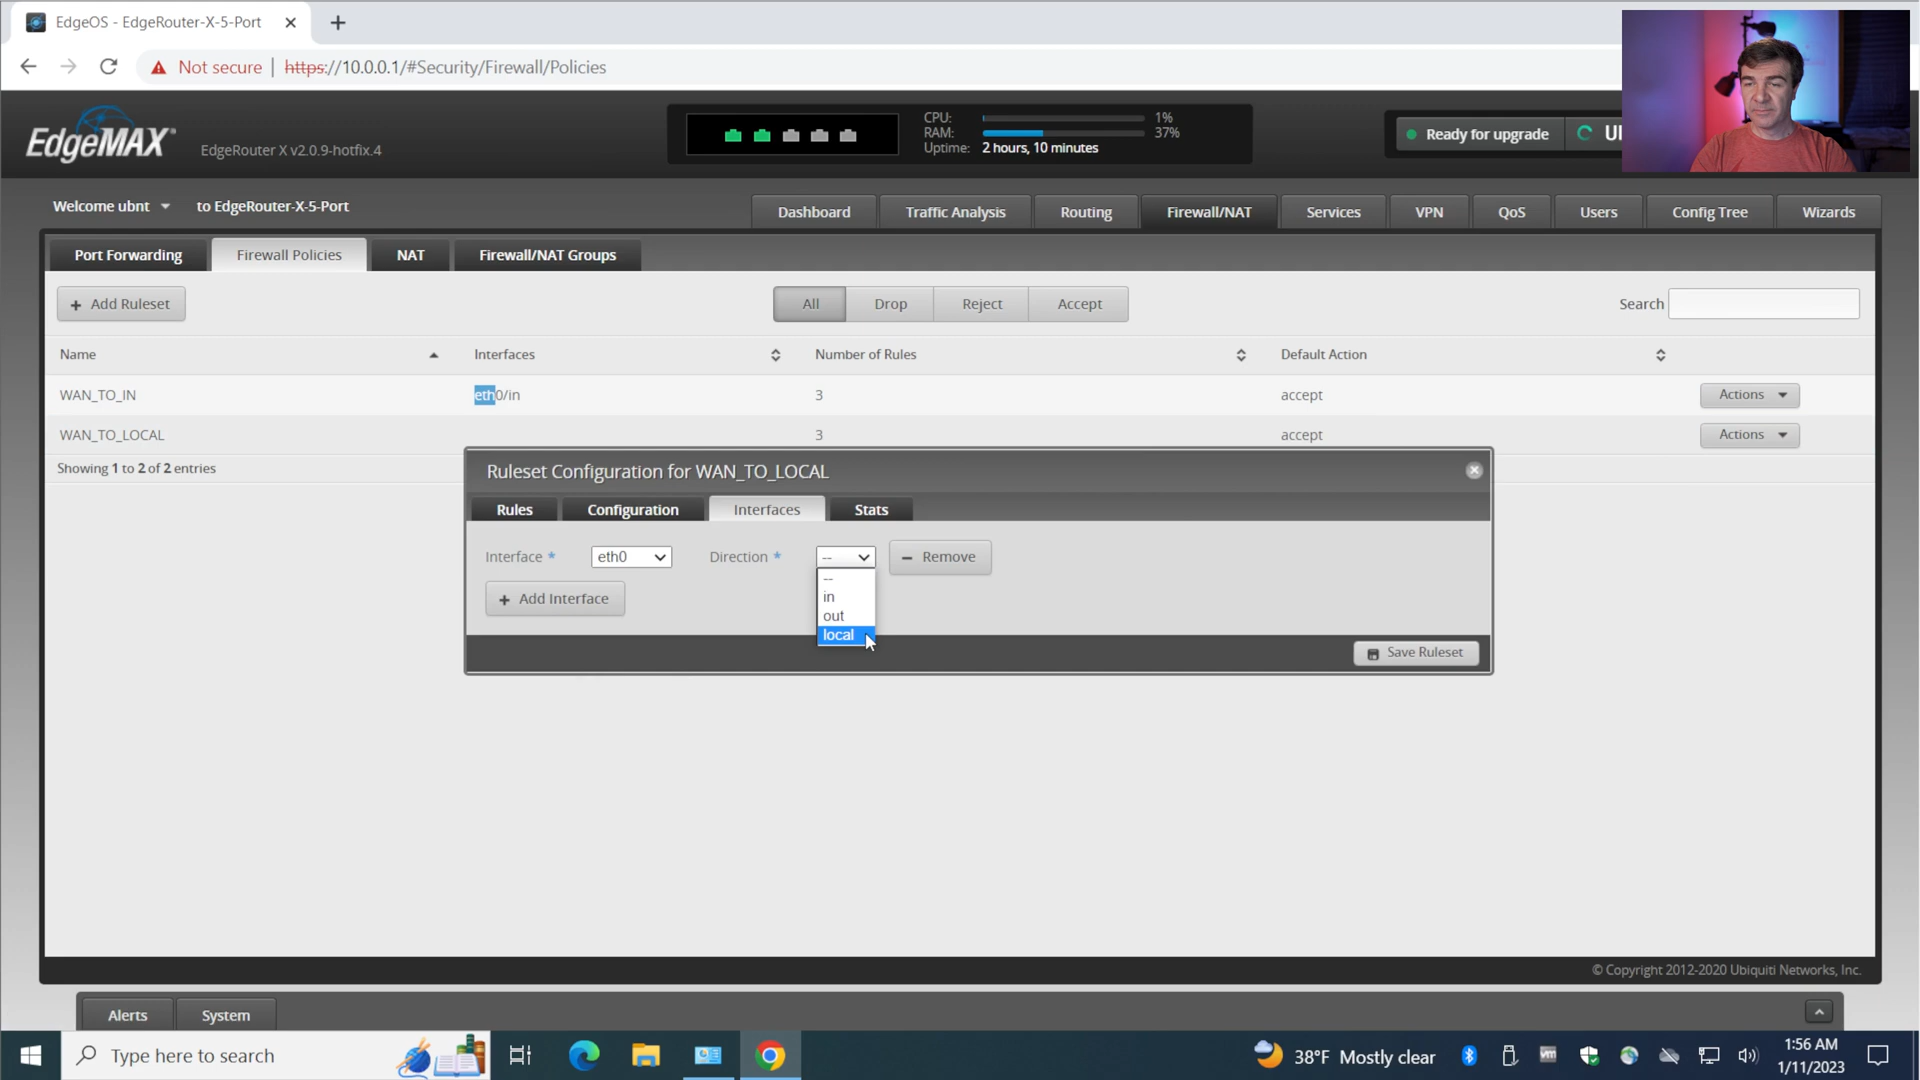 EdgeOS - EdgeRouter-X-5-Port
Not secure | https://10.0.0.1/#Security/Firewall/Policies
EdgeMAX
EdgeRouter X v2.0.9-hotfix.4
CPU: 1%
RAM: 37%
Uptime: 2 hours, 10 minutes
Ready for upgrade
Welcome ubnt to EdgeRouter-X-5-Port
Dashboard Traffic Analysis Routing Firewall/NAT Services VPN QoS Users Config Tree Wizards
Port Forwarding Firewall Policies NAT Firewall/NAT Groups
+ Add Ruleset All Drop Reject Accept Search
Name Interfaces Number of Rules Default Action
WAN_TO_IN eth0/in 3 accept Actions
WAN_TO_LOCAL 3 accept Actions
Showing 1 to 2 of 2 entries
Ruleset Configuration for WAN_TO_LOCAL
Rules Configuration Interfaces Stats
Interface * eth0 Direction * -- Remove
--
in
+ Add Interface
out
local
Save Ruleset
© Copyright 2012-2020 Ubiquiti Networks, Inc.
Alerts System
Type here to search
38°F Mostly clear
vm
1:56 AM
1/11/2023